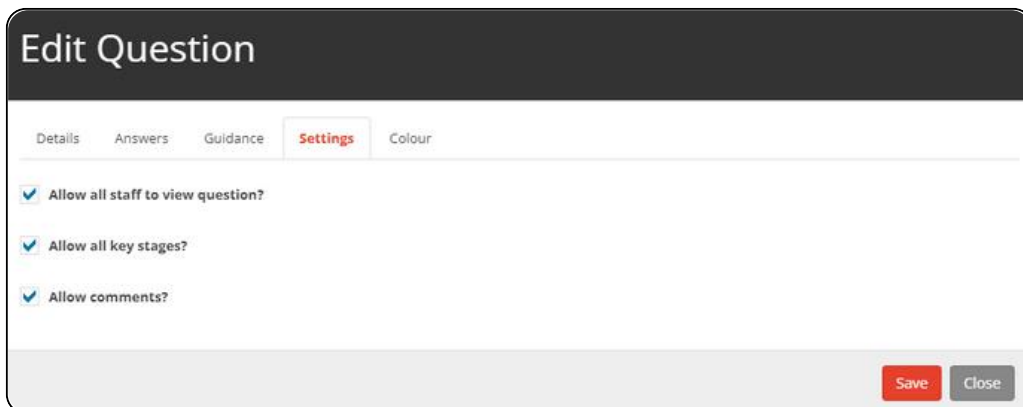 Edit Question
Details Answers Guidance Settings Colour
Allow all staff to view question?
Allow all key stages?
Allow comments?
Save Close